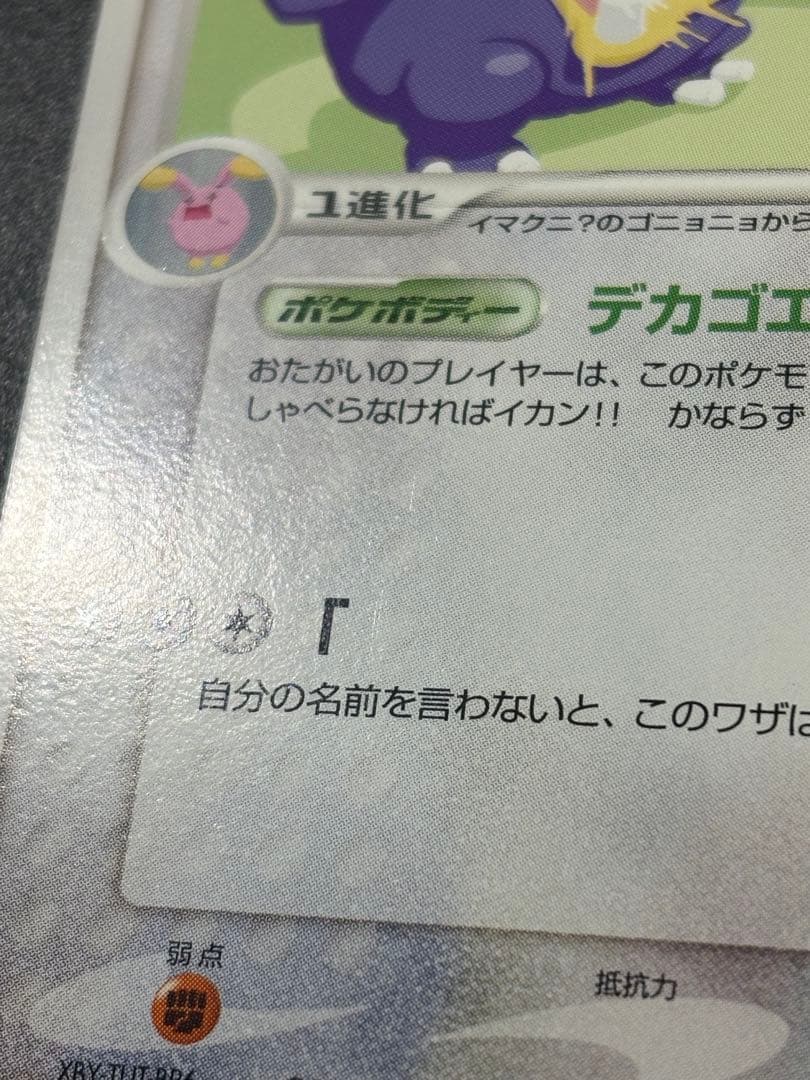 1進化
イマクニ?のゴニョニョから
ポケボディー デカゴエ
おたがいのプレイヤーは、このポケモ
しゃべらなければイカン!! かならず
「
自分の名前を言わないと、このワザは
弱点
抵抗力